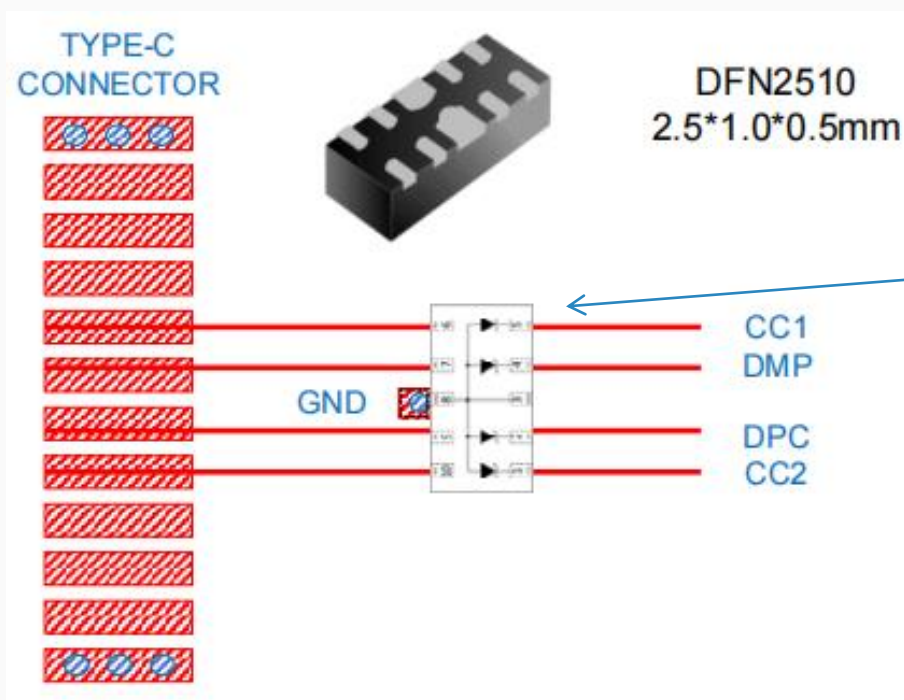 TYPE-C
CONNECTOR
DFN2510
2.5*1.0*0.5mm
CC1
DMP
GND
DPC
CC2